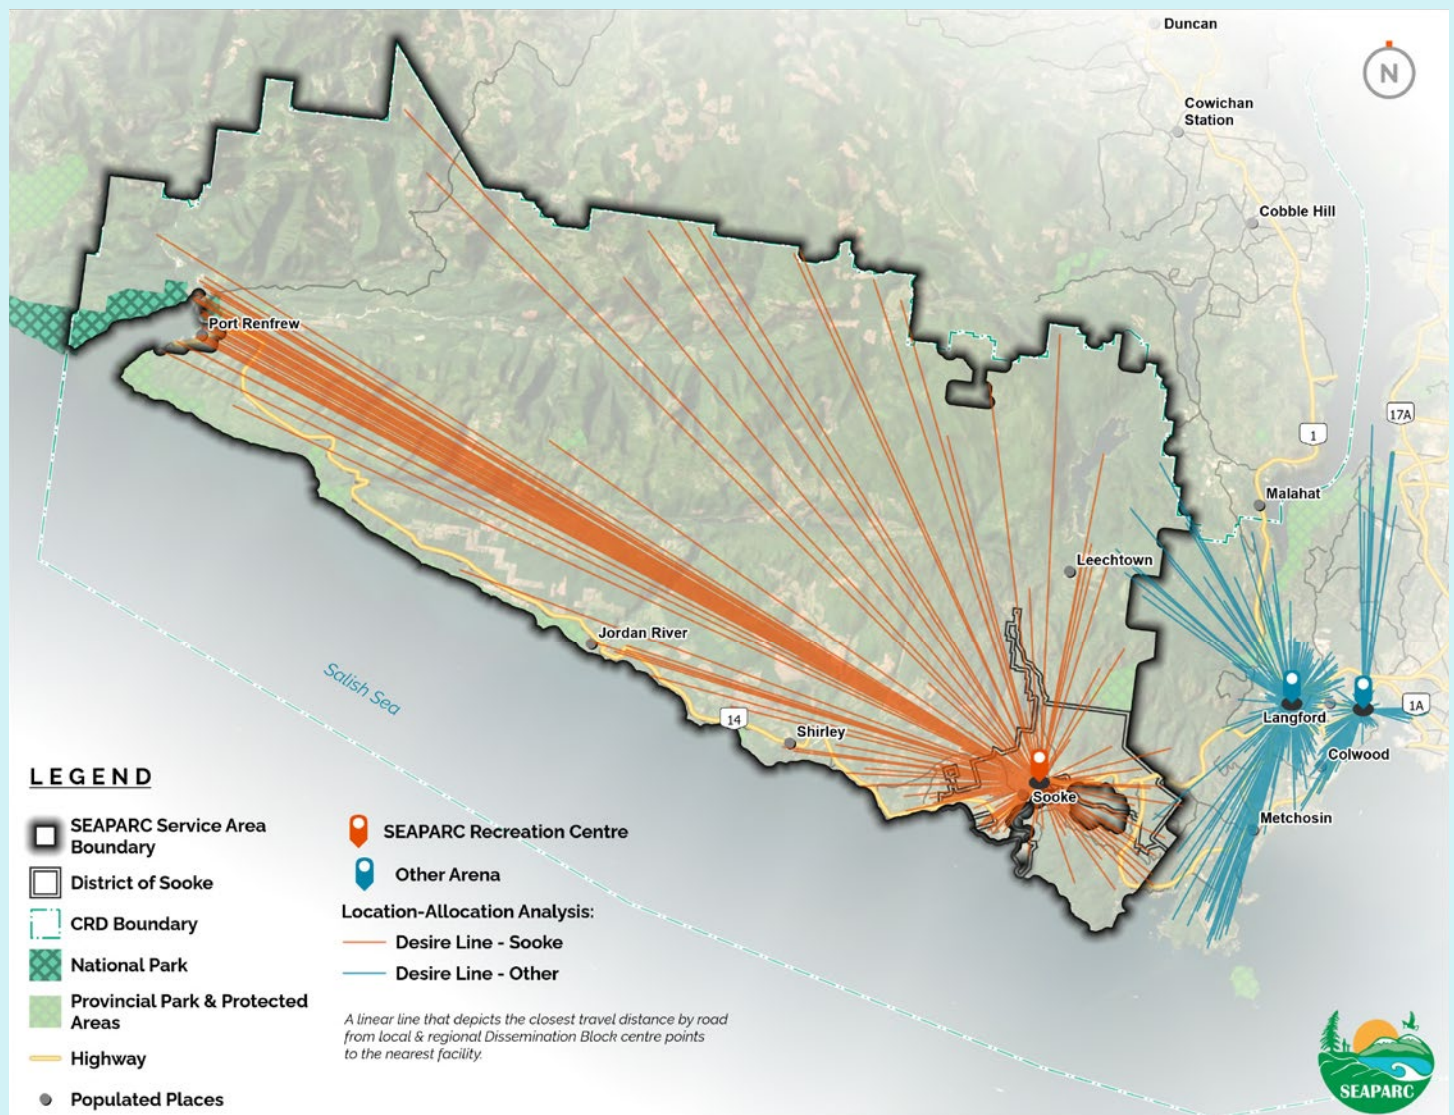 Duncan
N
Cowichan
Station
Cobble Hill
Port Renfrew
17A
1
Malahat
Leechtown
Jordan River
Salish Sea
14
Shirley
Langford
1A
Colwood
Sooke
Metchosin
LEGEND
SEAPARC Service Area
Boundary
District of Sooke
CRD Boundary
National Park
Provincial Park & Protected
Areas
Highway
Populated Places
SEAPARC Recreation Centre
Other Arena
Location-Allocation Analysis:
Desire Line - Sooke
Desire Line - Other
A linear line that depicts the closest travel distance by road
from local & regional Dissemination Block centre points
to the nearest facility.
SEAPARC